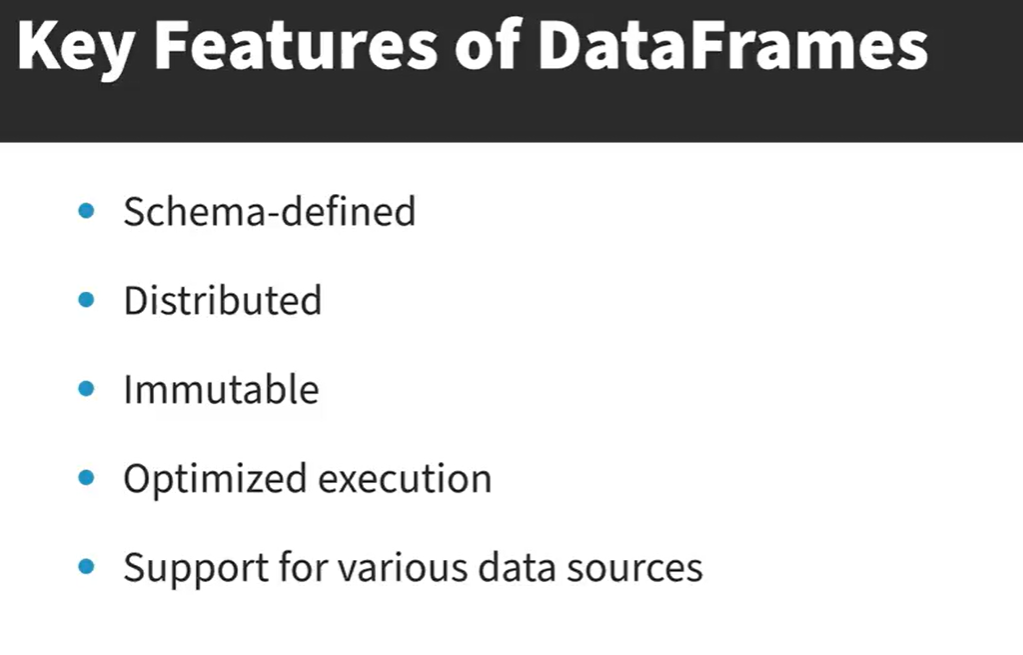 Key Features of DataFrames
Schema-defined
Distributed
Immutable
Optimized execution
Support for various data sources